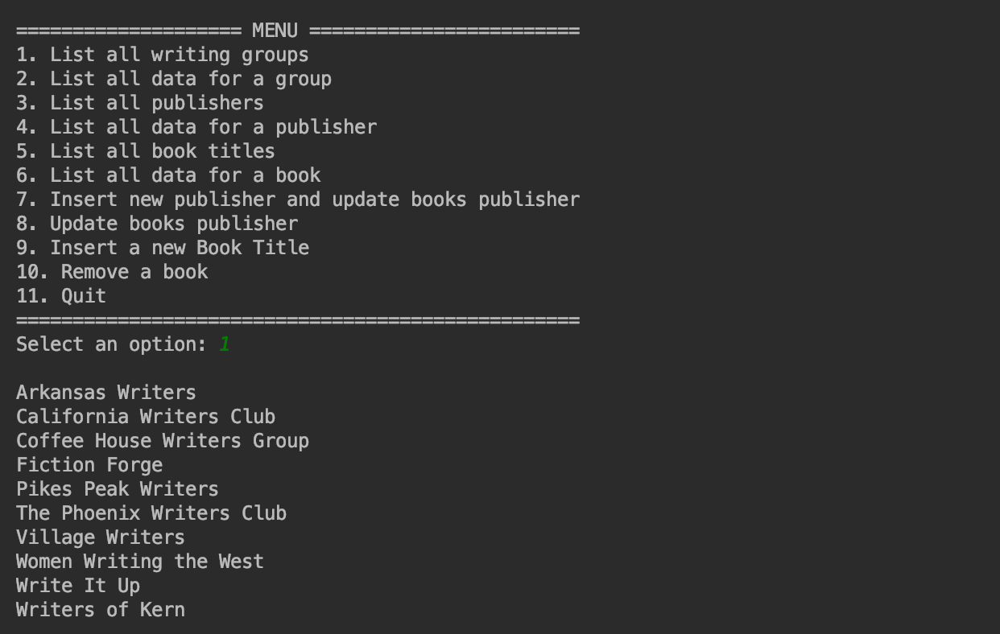 ==================== MENU ========================
1. List all writing groups
2. List all data for a group
3. List all publishers
4. List all data for a publisher
5. List all book titles
6. List all data for a book
7. Insert new publisher and update books publisher
8. Update books publisher
9. Insert a new Book Title
10. Remove a book
11. Quit
==================================================
Select an option: 1
Arkansas Writers
California Writers Club
Coffee House Writers Group
Fiction Forge
Pikes Peak Writers
The Phoenix Writers Club
Village Writers
Women Writing the West
Write It Up
Writers of Kern